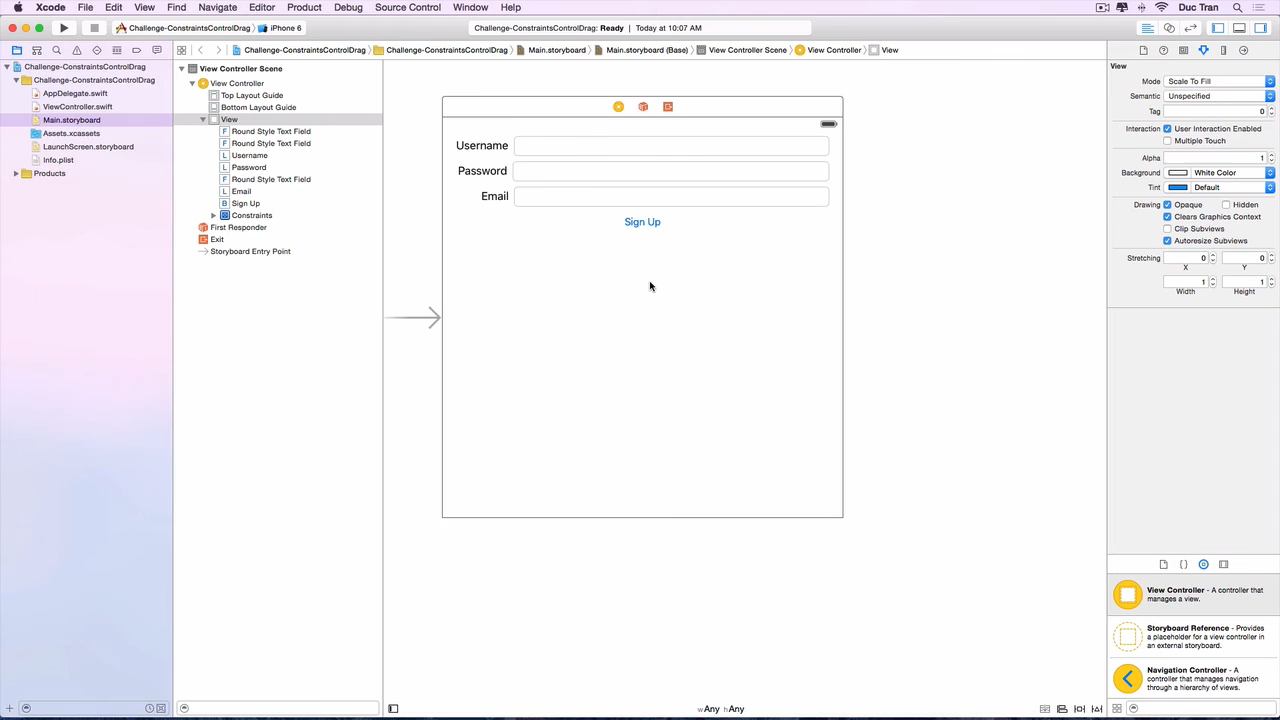 Xcode File Edit View Find Navigate Editor Product Debug Source Control Window Help Duc Tran
Challenge-ConstraintsControlDrag iPhone 6
Challenge-ConstraintsControlDrag: Ready | Today at 10:07 AM
Challenge-ConstraintsControlDrag Challenge-ConstraintsControlDrag Main.storyboard Main.storyboard (Base) View Controller Scene View Controller View
Challenge-ConstraintsControlDrag
Challenge-ConstraintsControlDrag
AppDelegate.swift
ViewController.swift
Main.storyboard
Assets.xcassets
LaunchScreen.storyboard
Info.plist
Products
View Controller Scene
View Controller
Top Layout Guide
Bottom Layout Guide
View
F Round Style Text Field
F Round Style Text Field
L Username
L Password
F Round Style Text Field
L Email
B Sign Up
Constraints
First Responder
Exit
Storyboard Entry Point
Username
Password
Email
Sign Up
wAny hAny
View
Mode Scale To Fill
Semantic Unspecified
Tag 0
Interaction User Interaction Enabled
Multiple Touch
Alpha 1
Background White Color
Tint Default
Drawing Opaque Hidden
Clears Graphics Context
Clip Subviews
Autoresize Subviews
Stretching 0 0
X Y
1 1
Width Height
View Controller - A controller that
manages a view.
Storyboard Reference - Provides
a placeholder for a view controller in
an external storyboard.
Navigation Controller - A
controller that manages navigation
through a hierarchy of views.